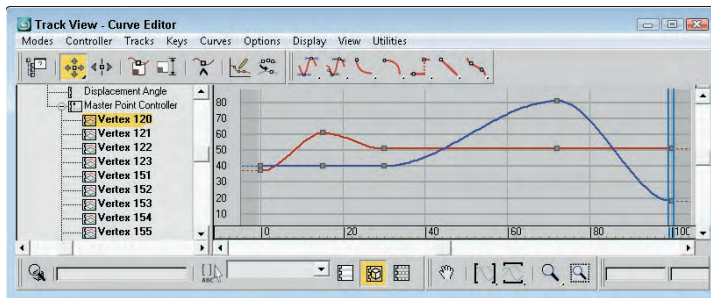 Track View - Curve Editor
Modes Controller Tracks Keys Curves Options Display View Utilities
Displacement Angle
Master Point Controller
Vertex 120
Vertex 121
Vertex 122
Vertex 123
Vertex 151
Vertex 152
Vertex 153
Vertex 154
Vertex 155
80
70
60
50
40
30
20
10
0 20 40 60 80 100
ABC